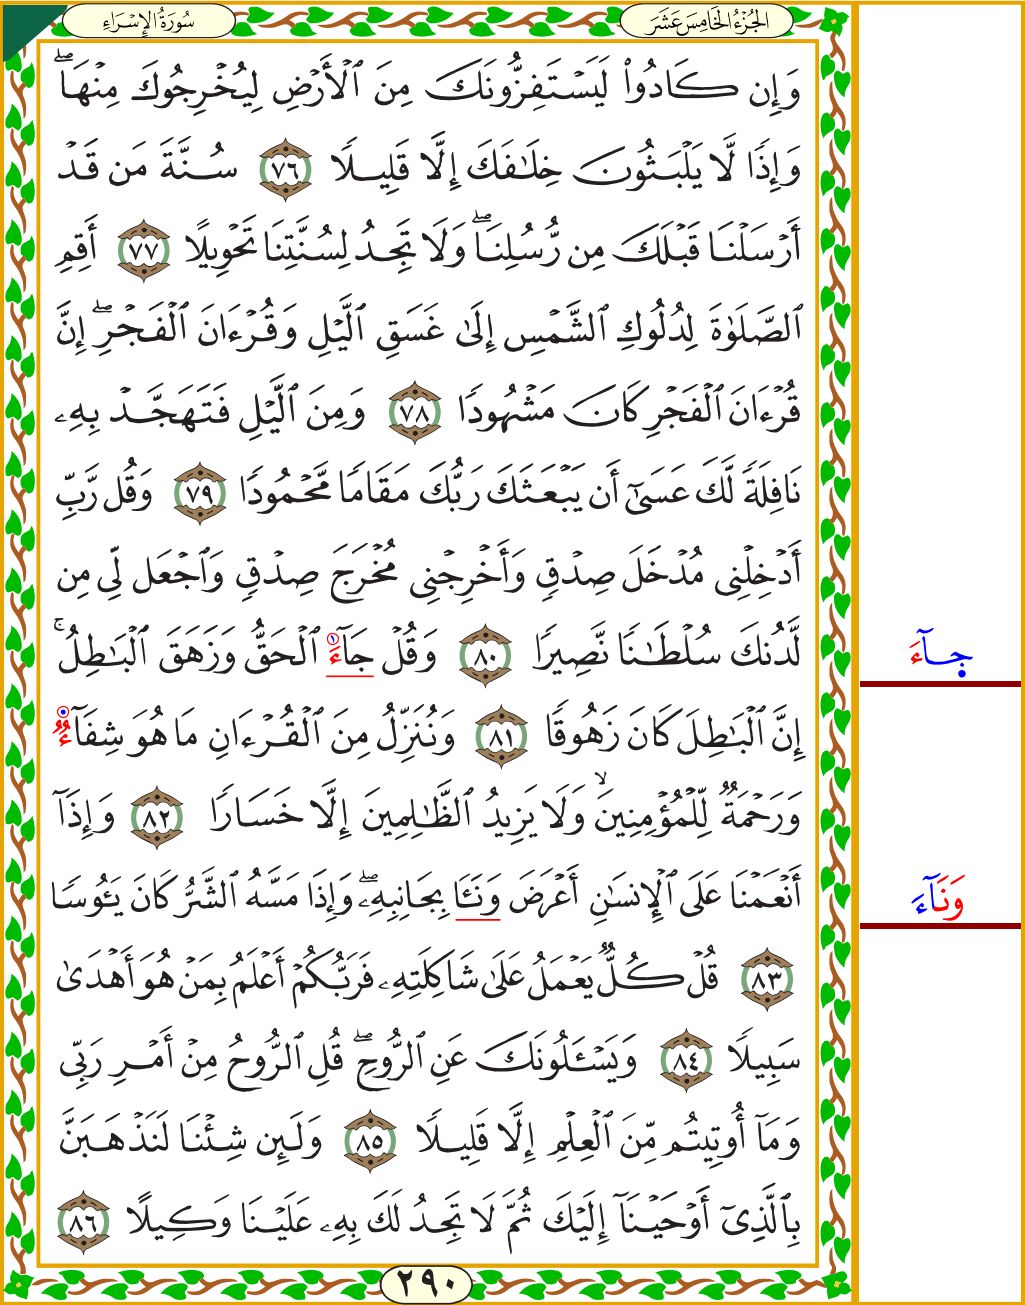 الجُزْءُ الخَامِسَ عَشَرَ
سُورَةُ الإِسْرَاءِ
وَإِن كَادُوا۟ لَيَسْتَفِزُّونَكَ مِنَ ٱلْأَرْضِ لِيُخْرِجُوكَ مِنْهَا ۖ
وَإِذًا لَّا يَلْبَثُونَ خِلَـٰفَكَ إِلَّا قَلِيلًا ٧٦ سُنَّةَ مَن قَدْ
أَرْسَلْنَا قَبْلَكَ مِن رُّسُلِنَا ۖ وَلَا تَجِدُ لِسُنَّتِنَا تَحْوِيلًا ٧٧ أَقِمِ
ٱلصَّلَوٰةَ لِدُلُوكِ ٱلشَّمْسِ إِلَىٰ غَسَقِ ٱلَّيْلِ وَقُرْءَانَ ٱلْفَجْرِ ۖ إِنَّ
قُرْءَانَ ٱلْفَجْرِ كَانَ مَشْهُودًا ٧٨ وَمِنَ ٱلَّيْلِ فَتَهَجَّدْ بِهِۦ
نَافِلَةً لَّكَ عَسَىٰٓ أَن يَبْعَثَكَ رَبُّكَ مَقَامًا مَّحْمُودًا ٧٩ وَقُل رَّبِّ
أَدْخِلْنِى مُدْخَلَ صِدْقٍ وَأَخْرِجْنِى مُخْرَجَ صِدْقٍ وَٱجْعَل لِّى مِن
لَّدُنكَ سُلْطَـٰنًا نَّصِيرًا ٨٠ وَقُلْ جَآءَ ١ ٱلْحَقُّ وَزَهَقَ ٱلْبَـٰطِلُ ۚ
جآءَ
إِنَّ ٱلْبَـٰطِلَ كَانَ زَهُوقًا ٨١ وَنُنَزِّلُ مِنَ ٱلْقُرْءَانِ مَا هُوَ شِفَآءٌ
وَرَحْمَةٌ لِّلْمُؤْمِنِينَ ۙ وَلَا يَزِيدُ ٱلظَّـٰلِمِينَ إِلَّا خَسَارًا ٨٢ وَإِذَآ
أَنْعَمْنَا عَلَى ٱلْإِنسَـٰنِ أَعْرَضَ وَنَـَٔا بِجَانِبِهِۦ ۖ وَإِذَا مَسَّهُ ٱلشَّرُّ كَانَ يَـُٔوسًا
وَنَآءَ
٨٣ قُلْ كُلٌّ يَعْمَلُ عَلَىٰ شَاكِلَتِهِۦ فَرَبُّكُمْ أَعْلَمُ بِمَنْ هُوَ أَهْدَىٰ
سَبِيلًا ٨٤ وَيَسْـَٔلُونَكَ عَنِ ٱلرُّوحِ ۖ قُلِ ٱلرُّوحُ مِنْ أَمْرِ رَبِّى
وَمَآ أُوتِيتُم مِّنَ ٱلْعِلْمِ إِلَّا قَلِيلًا ٨٥ وَلَئِن شِئْنَا لَنَذْهَبَنَّ
بِٱلَّذِىٓ أَوْحَيْنَآ إِلَيْكَ ثُمَّ لَا تَجِدُ لَكَ بِهِۦ عَلَيْنَا وَكِيلًا ٨٦
٢٩٠